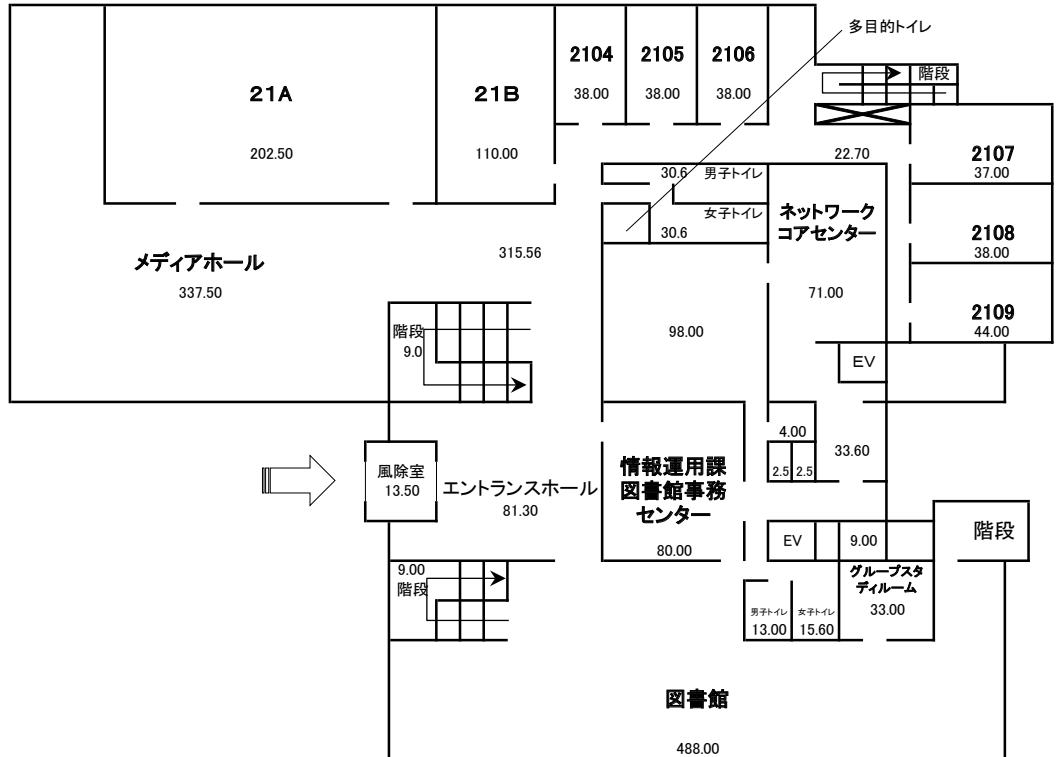 多目的トイレ
2104
2105
2106
階段
21A
21B
38.00
38.00
38.00
202.50
110.00
22.70
2107
37.00
30.6
男子トイレ
女子トイレ
30.6
ネットワーク
コアセンター
2108
38.00
メディアホール
337.50
315.56
71.00
2109
44.00
階段
9.0
98.00
EV
4.00
2.5
2.5
33.60
風除室
13.50
エントランスホール
81.30
情報運用課
図書館事務
センター
80.00
EV
9.00
階段
9.00
階段
グループスタ
ディルーム
33.00
男子トイレ
13.00
女子トイレ
15.60
図書館
488.00